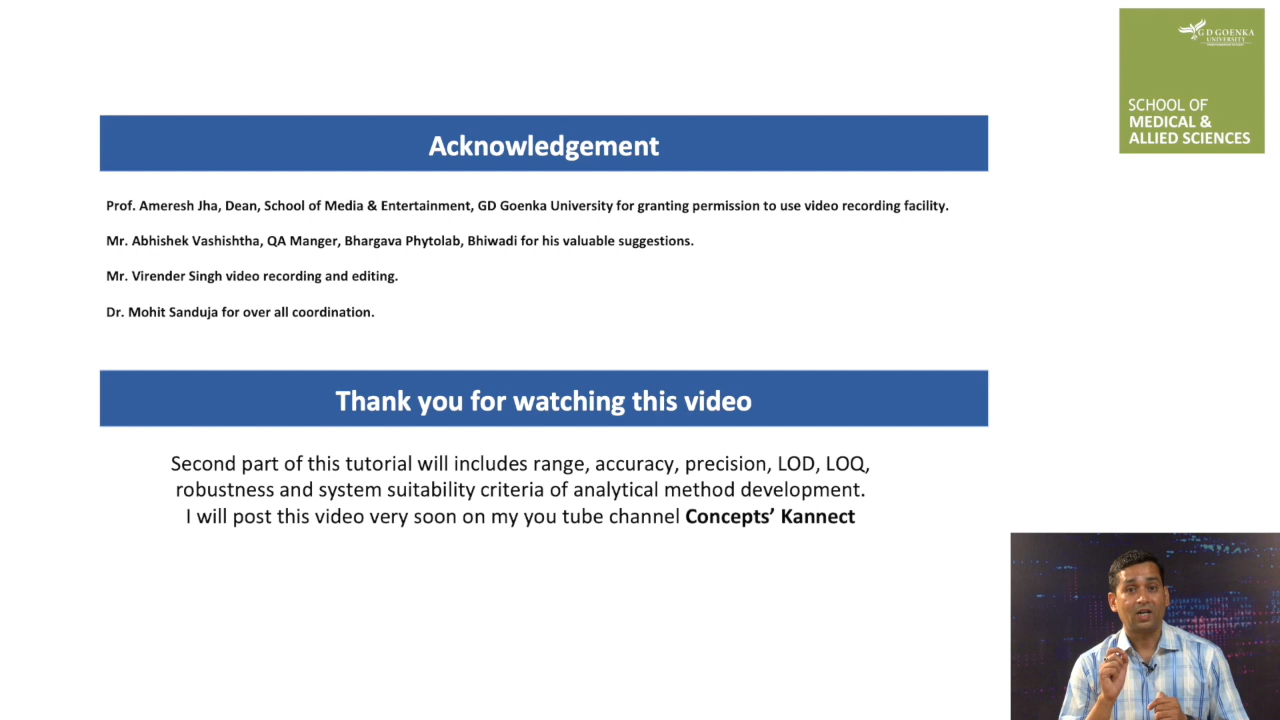 G D GOENKA
UNIVERSITY
SCHOOL OF
MEDICAL &
ALLIED SCIENCES
Acknowledgement
Prof. Ameresh Jha, Dean, School of Media & Entertainment, GD Goenka University for granting permission to use video recording facility.
Mr. Abhishek Vashishtha, QA Manger, Bhargava Phytolab, Bhiwadi for his valuable suggestions.
Mr. Virender Singh video recording and editing.
Dr. Mohit Sanduja for over all coordination.
Thank you for watching this video
Second part of this tutorial will includes range, accuracy, precision, LOD, LOQ,
robustness and system suitability criteria of analytical method development.
I will post this video very soon on my you tube channel Concepts’ Kannect